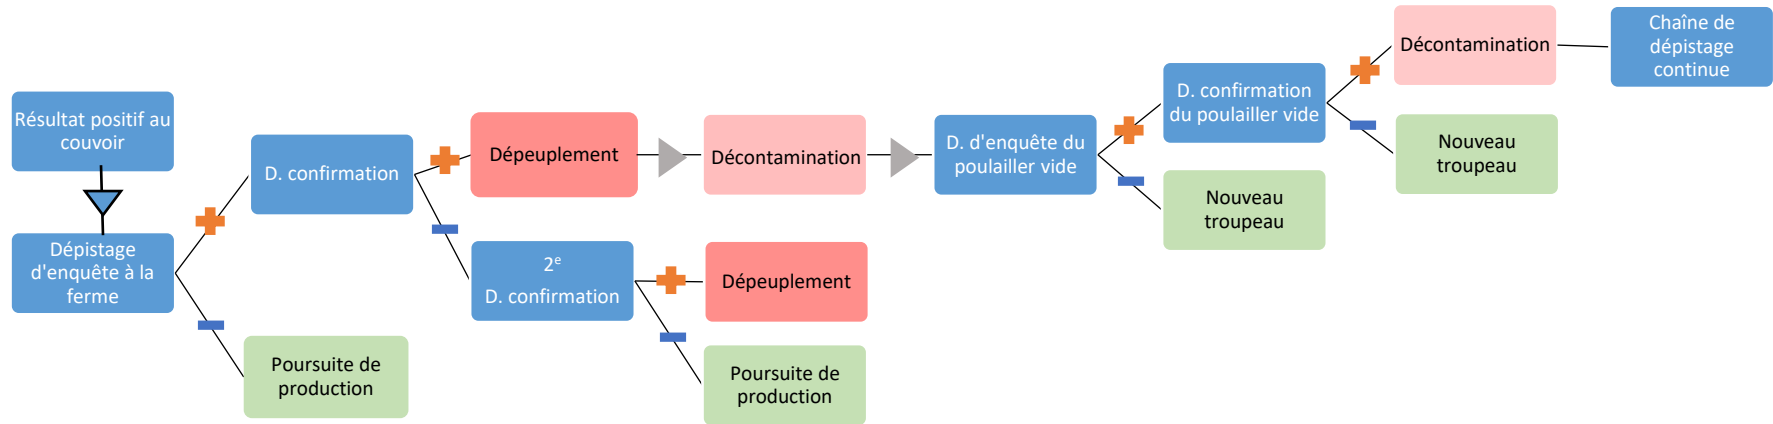 Résultat positif au
couvoir
Dépistage
d'enquête à la
ferme
D. confirmation
Poursuite de
production
Dépeuplement
2e
D. confirmation
Décontamination
Dépeuplement
Poursuite de
production
D. d'enquête du
poulailler vide
D. confirmation
du poulailler vide
Nouveau
troupeau
Décontamination
Nouveau
troupeau
Chaîne de
dépistage
continue